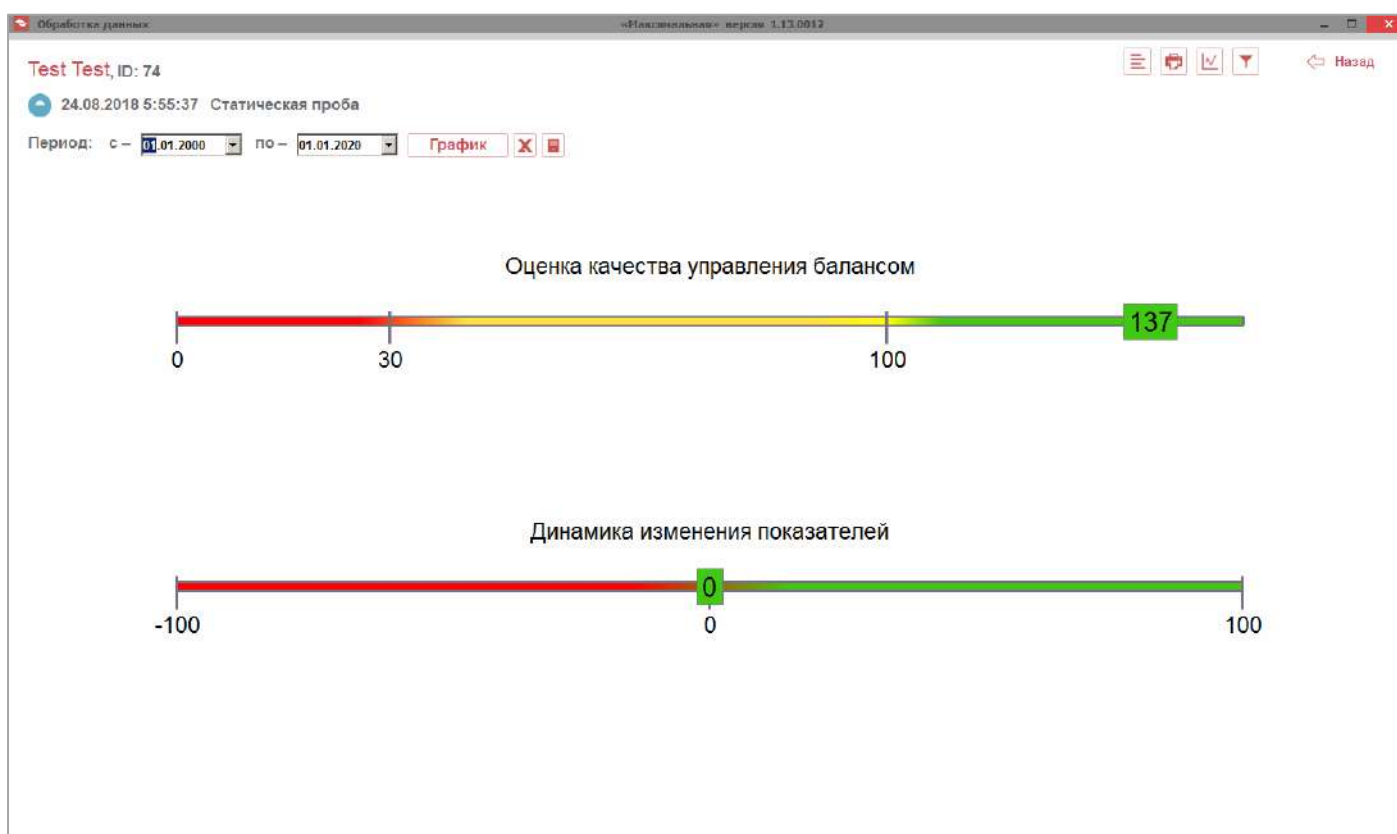 Обработка данных «Максимальная» версия 1.13.0012
Test Test, ID: 74
Назад
24.08.2018 5:55:37 Статическая проба
Период: с – 01.01.2000 по – 01.01.2020 График
Оценка качества управления балансом
137
0 30 100
Динамика изменения показателей
0
-100 0 100